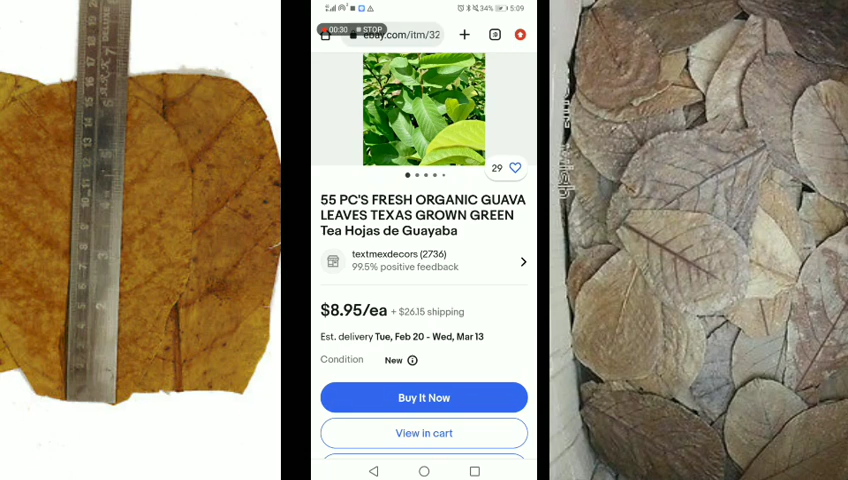 00:30 STOP
34% 5:09
ebay.com/itm/32
29
55 PC'S FRESH ORGANIC GUAVA
LEAVES TEXAS GROWN GREEN
Tea Hojas de Guayaba
textmexdecors (2736)
99.5% positive feedback
$8.95/ea + $26.15 shipping
Est. delivery Tue, Feb 20 - Wed, Mar 13
Condition New
Buy It Now
View in cart
DELUXE